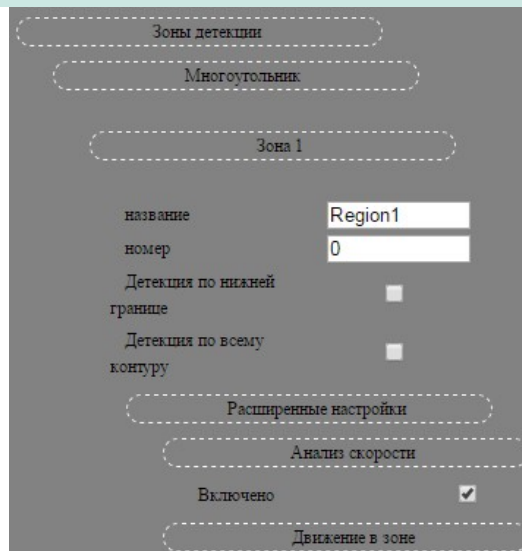 Зоны детекции
Многоугольник
Зона 1
название Region1
номер 0
Детекция по нижней
границе
Детекция по всему
контуру
Расширенные настройки
Анализ скорости
Включено
Движение в зоне